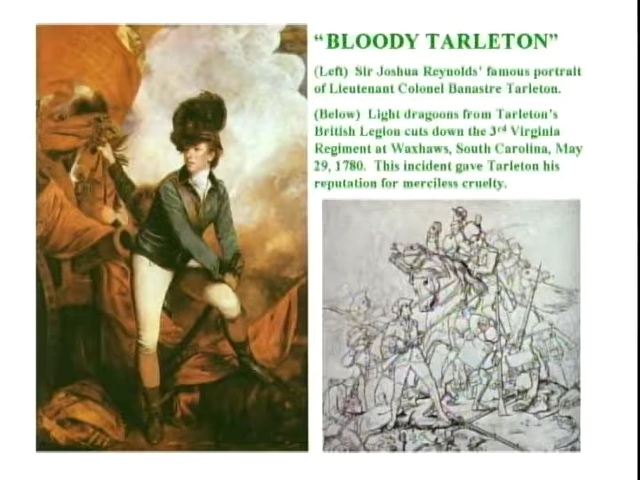 “BLOODY TARLETON”
(Left) Sir Joshua Reynolds’ famous portrait
of Lieutenant Colonel Banastre Tarleton.
(Below) Light dragoons from Tarleton’s
British Legion cuts down the 3rd Virginia
Regiment at Waxhaws, South Carolina, May
29, 1780. This incident gave Tarleton his
reputation for merciless cruelty.